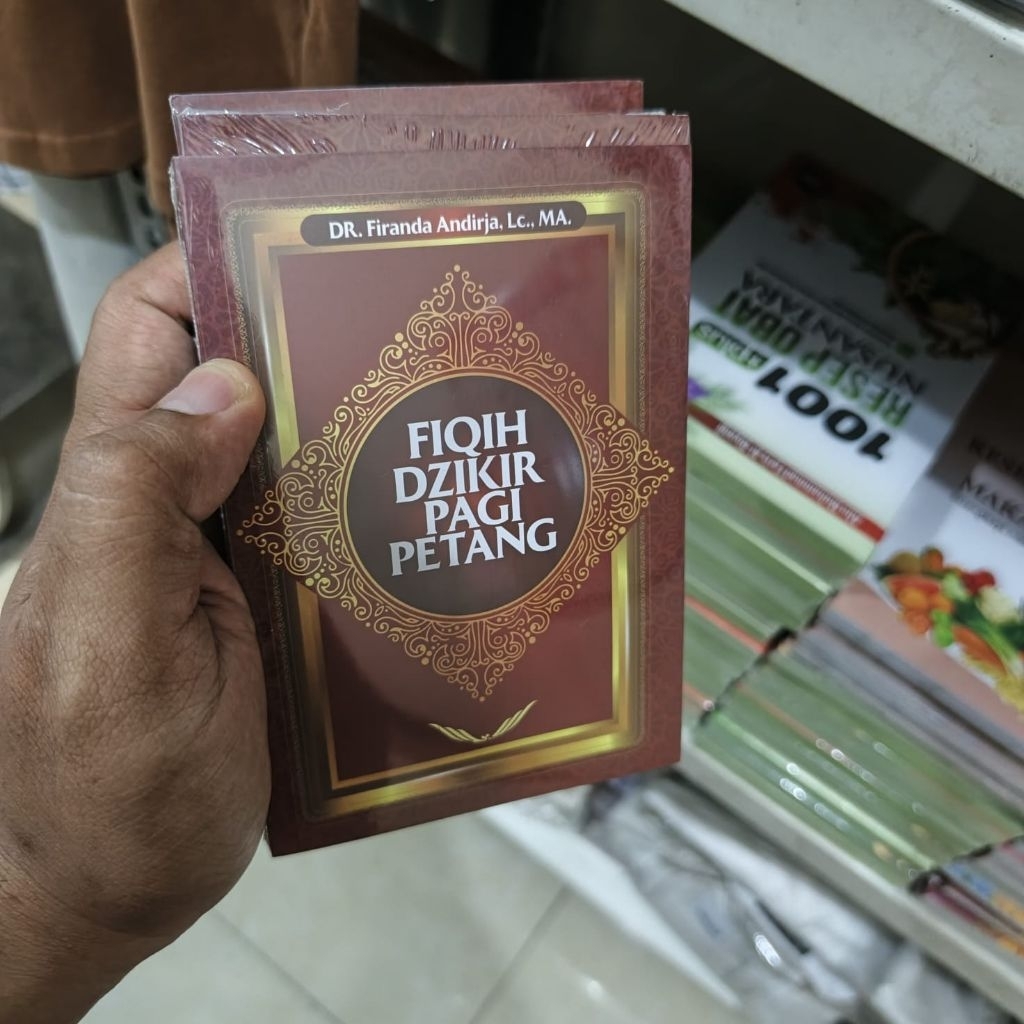 DR. Firanda Andirja, Lc., MA.
FIQIH
DZIKIR
PAGI
PETANG
1001
RESEP OBAT
NUSANTARA